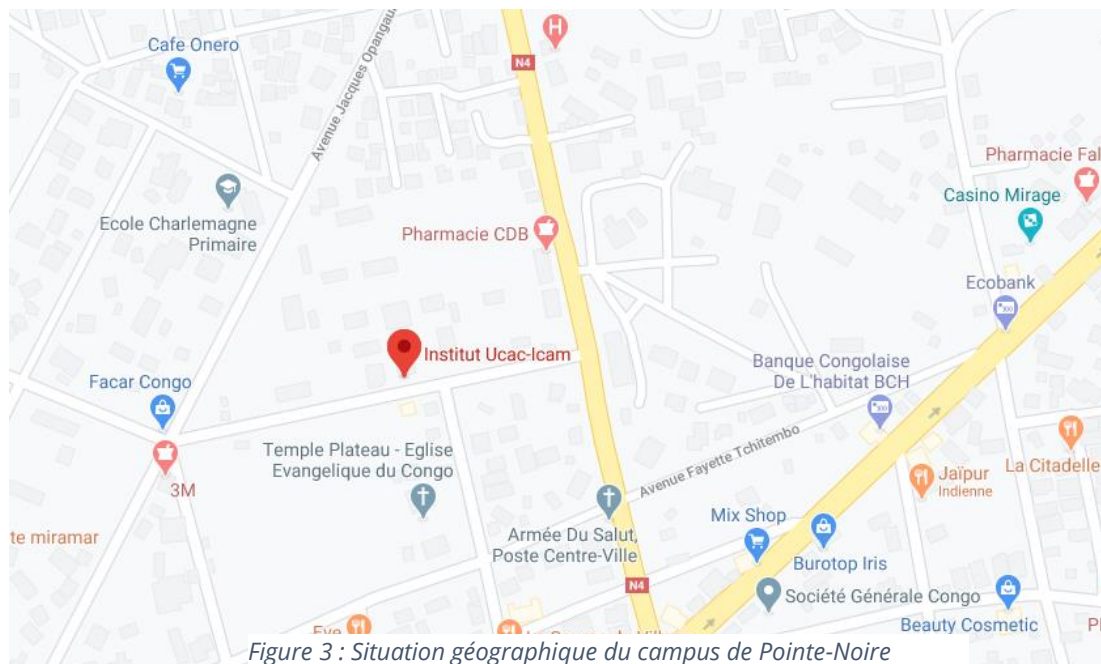 Cafe Onero
Avenue Jacques Opangault
N4
H
Ecole Charlemagne
Primaire
Pharmacie CDB
Pharmacie Fal
Casino Mirage
Ecobank
Institut Ucac-Icam
Banque Congolaise
De L'habitat BCH
Facar Congo
3M
Temple Plateau - Eglise
Evangelique du Congo
Avenue Fayette Tchitembo
La Citadelle
Jaïpur
Indienne
te miramar
Armée Du Salut,
Poste Centre-Ville
Mix Shop
Burotop Iris
N4
Société Générale Congo
Beauty Cosmetic
Figure 3 : Situation géographique du campus de Pointe-Noire